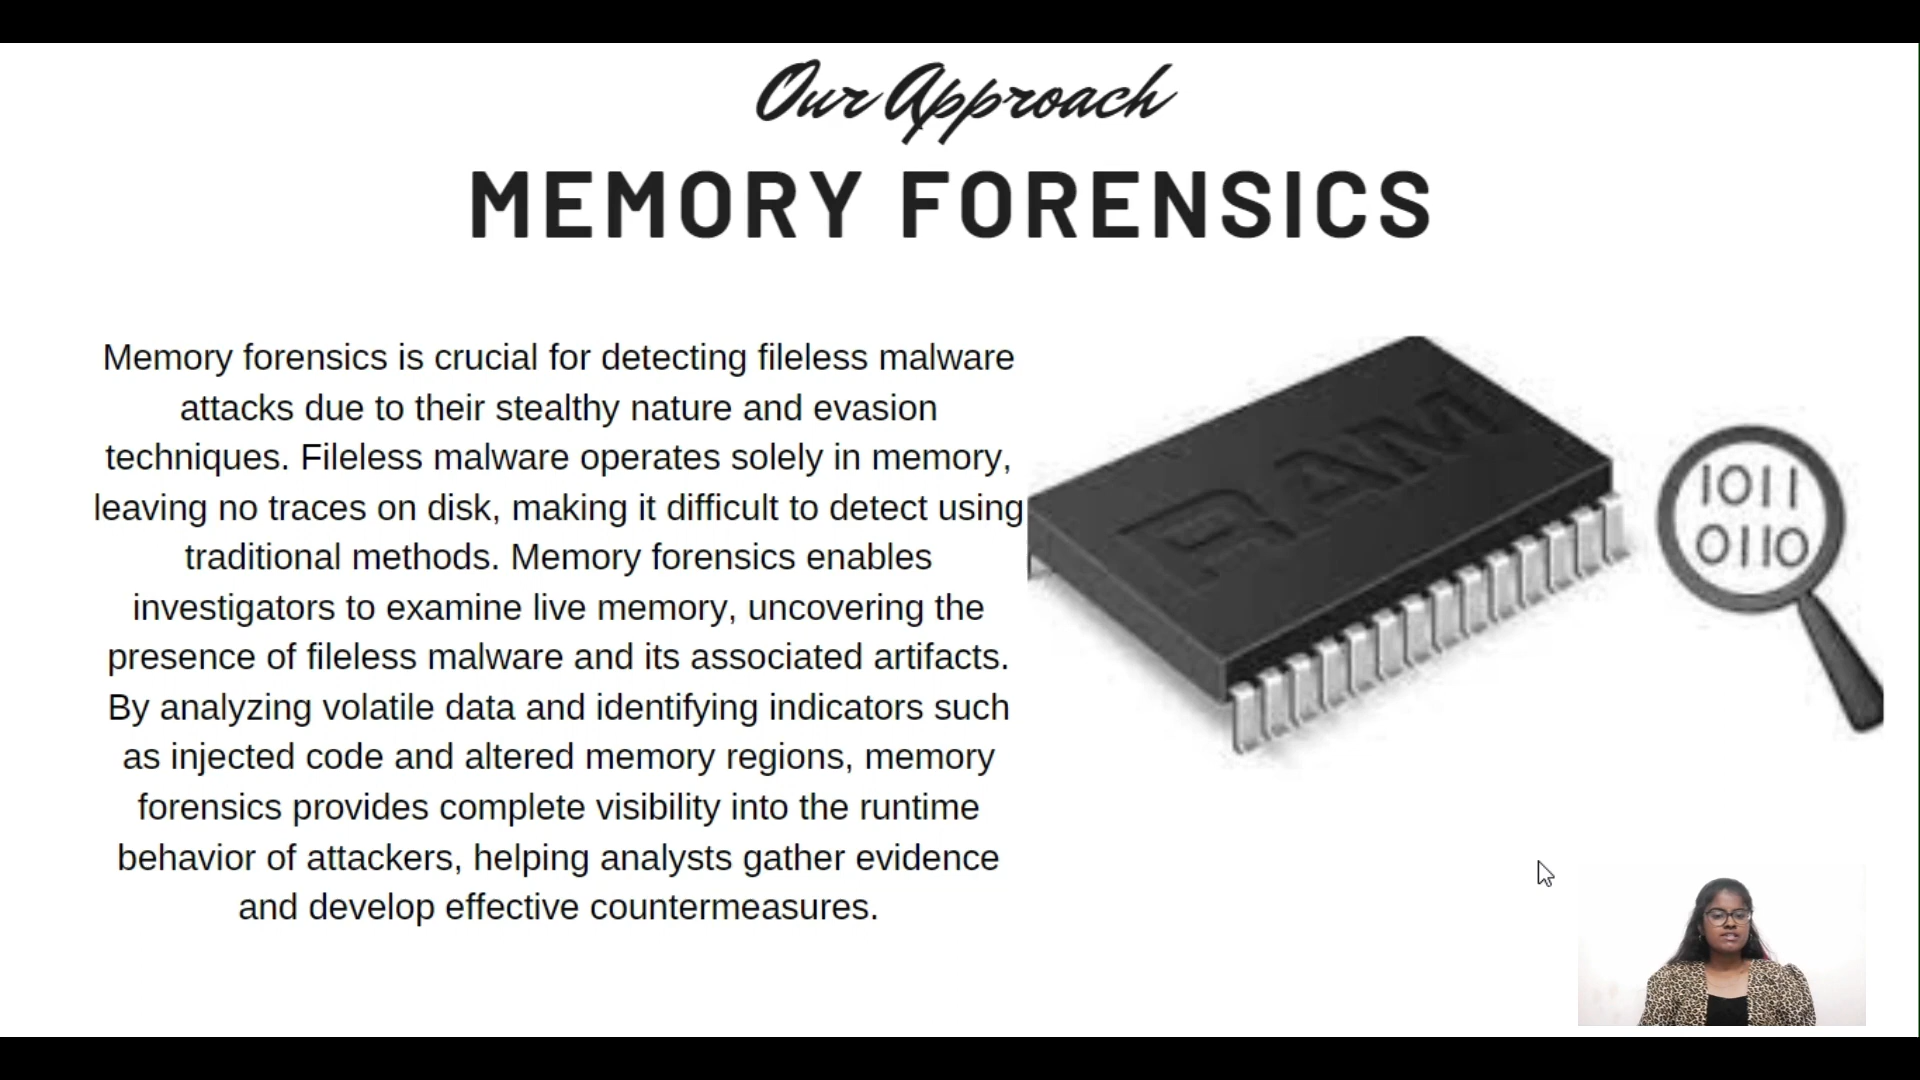 Our Approach
MEMORY FORENSICS
Memory forensics is crucial for detecting fileless malware
attacks due to their stealthy nature and evasion
techniques. Fileless malware operates solely in memory,
leaving no traces on disk, making it difficult to detect using
traditional methods. Memory forensics enables
investigators to examine live memory, uncovering the
presence of fileless malware and its associated artifacts.
By analyzing volatile data and identifying indicators such
as injected code and altered memory regions, memory
forensics provides complete visibility into the runtime
behavior of attackers, helping analysts gather evidence
and develop effective countermeasures.
RAM
1011
0110